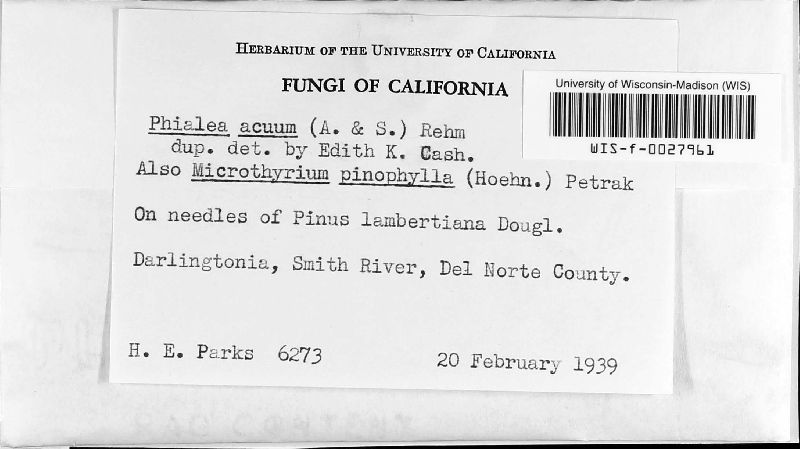 HERBARIUM OF THE UNIVERSITY OF CALIFORNIA
FUNGI OF CALIFORNIA
University of Wisconsin-Madison (WIS)
WIS-f-0027961
Phialea acuum (A. & S.) Rehm
dup. det. by Edith K. Cash.
Also Microthyrium pinophylla (Hoehn.) Petrak
On needles of Pinus lambertiana Dougl.
Darlingtonia, Smith River, Del Norte County.
H. E. Parks 6273
20 February 1939